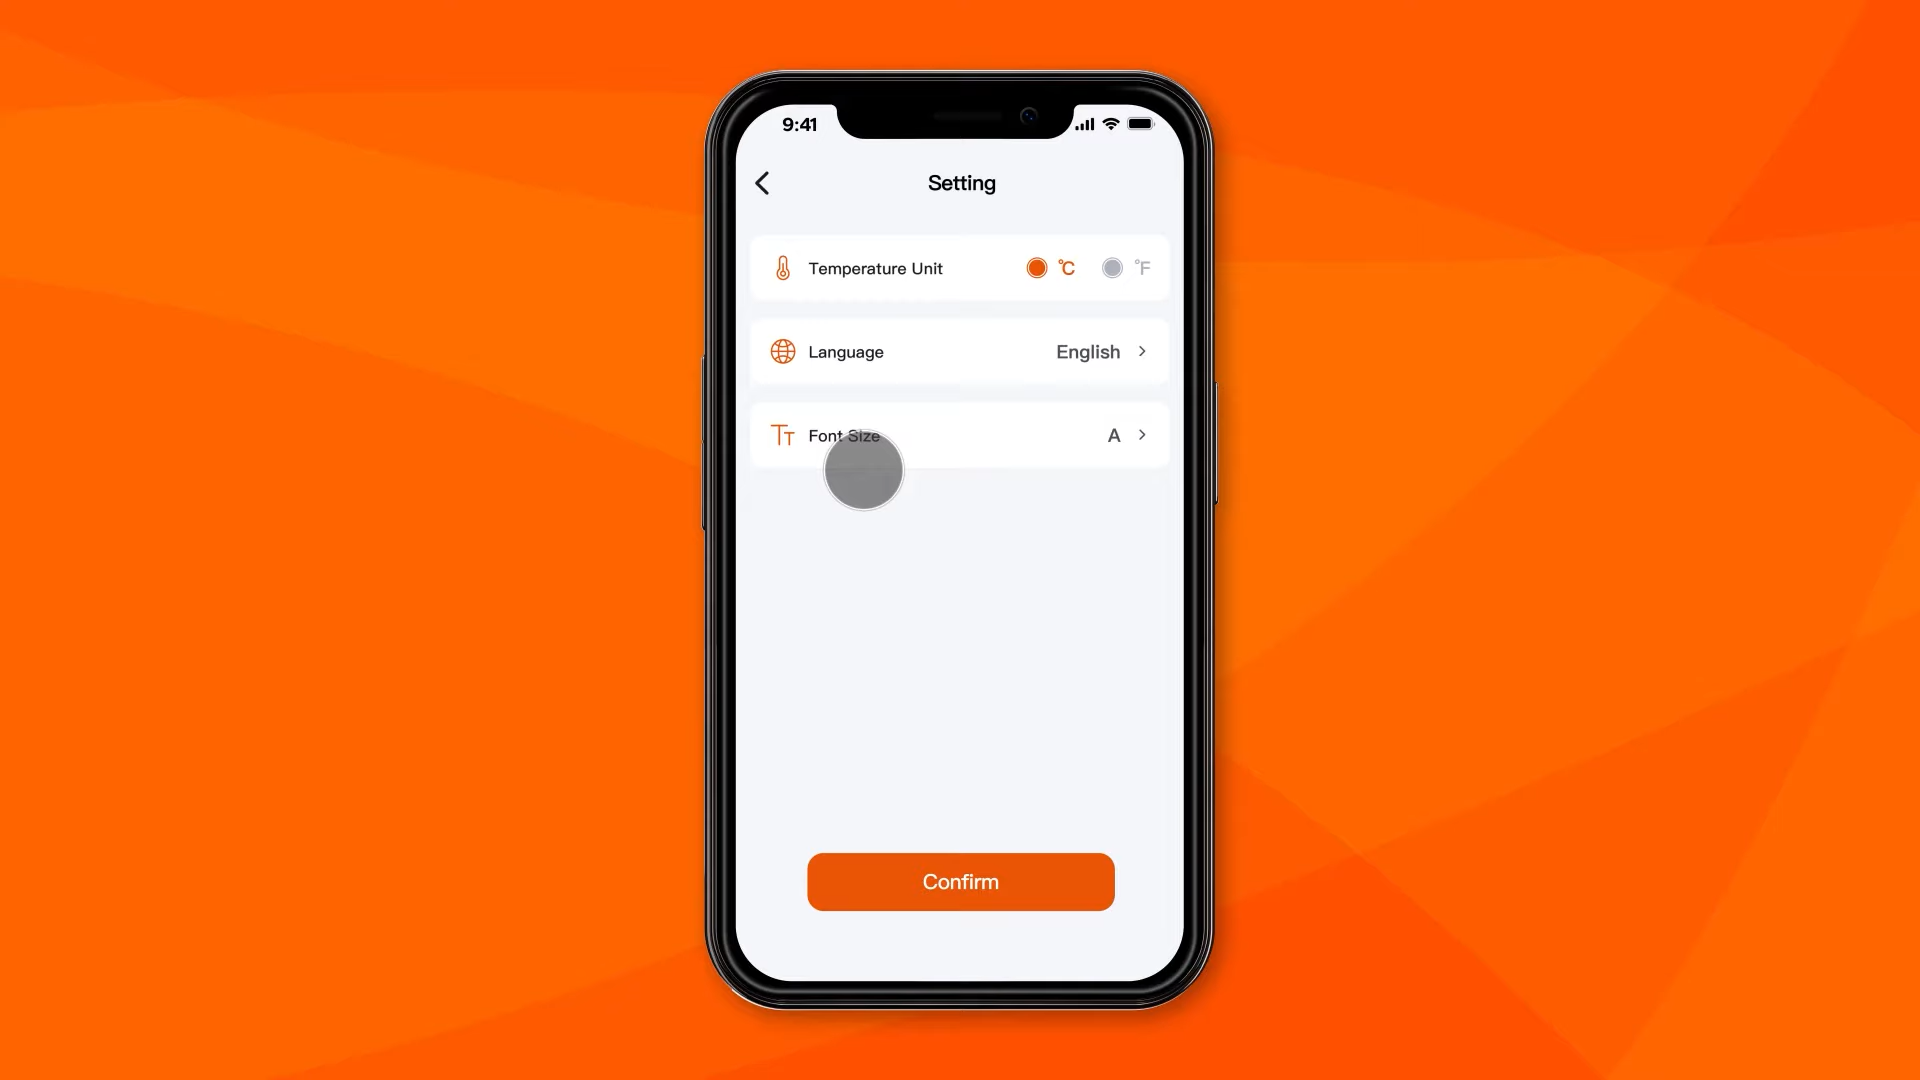 9:41
Setting
Temperature Unit ℃ ℉
Language English
Font Size A
Confirm